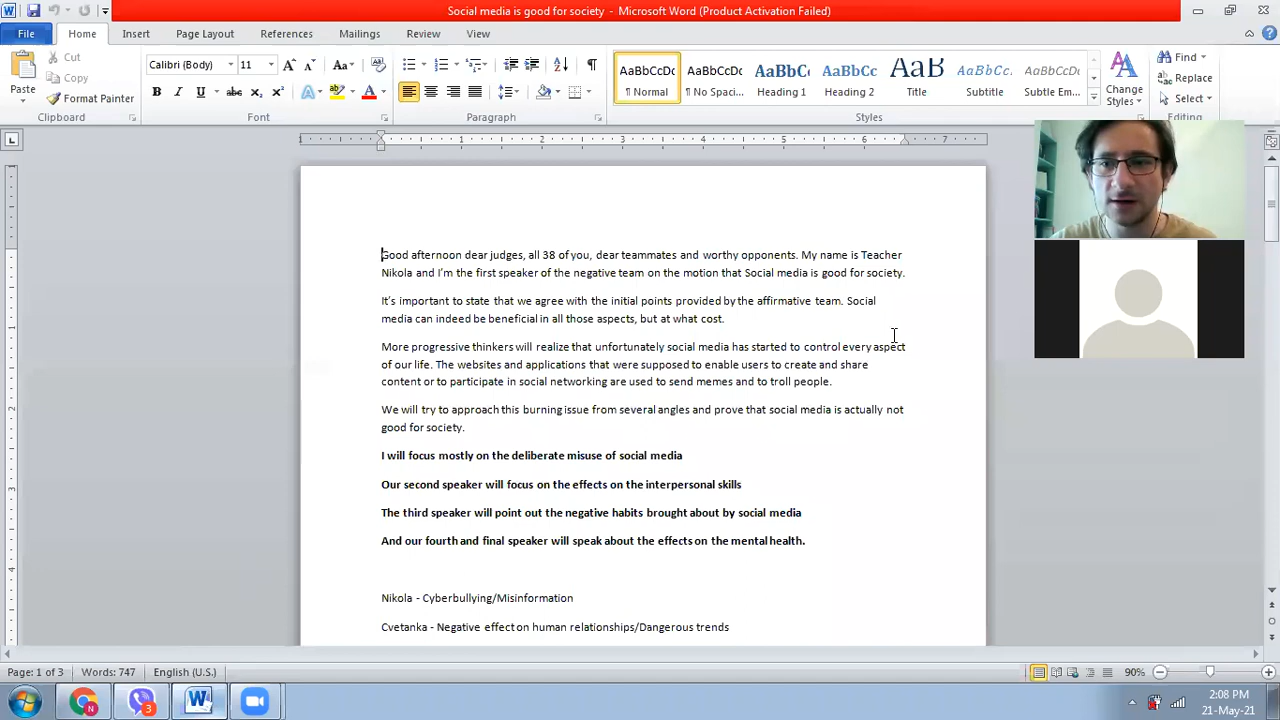 Social media is good for society - Microsoft Word (Product Activation Failed)
File Home Insert Page Layout References Mailings Review View
Cut
Copy
Paste
Format Painter
Clipboard
Calibri (Body) 11
Font
Paragraph
AaBbCcDc AaBbCcDc AaBbC AaBbCc AaB AaBbCc. AaBbCcDc
¶ Normal ¶ No Spaci... Heading 1 Heading 2 Title Subtitle Subtle Em...
Styles
Change
Styles
Find
Replace
Select
Editing
1 1 2 3 4 5 6 7
Good afternoon dear judges, all 38 of you, dear teammates and worthy opponents. My name is Teacher
Nikola and I'm the first speaker of the negative team on the motion that Social media is good for society.
It's important to state that we agree with the initial points provided by the affirmative team. Social
media can indeed be beneficial in all those aspects, but at what cost.
More progressive thinkers will realize that unfortunately social media has started to control every aspect
of our life. The websites and applications that were supposed to enable users to create and share
content or to participate in social networking are used to send memes and to troll people.
We will try to approach this burning issue from several angles and prove that social media is actually not
good for society.
I will focus mostly on the deliberate misuse of social media
Our second speaker will focus on the effects on the interpersonal skills
The third speaker will point out the negative habits brought about by social media
And our fourth and final speaker will speak about the effects on the mental health.
Nikola - Cyberbullying/Misinformation
Cvetanka - Negative effect on human relationships/Dangerous trends
Page: 1 of 3 Words: 747 English (U.S.) 90%
2:08 PM
21-May-21